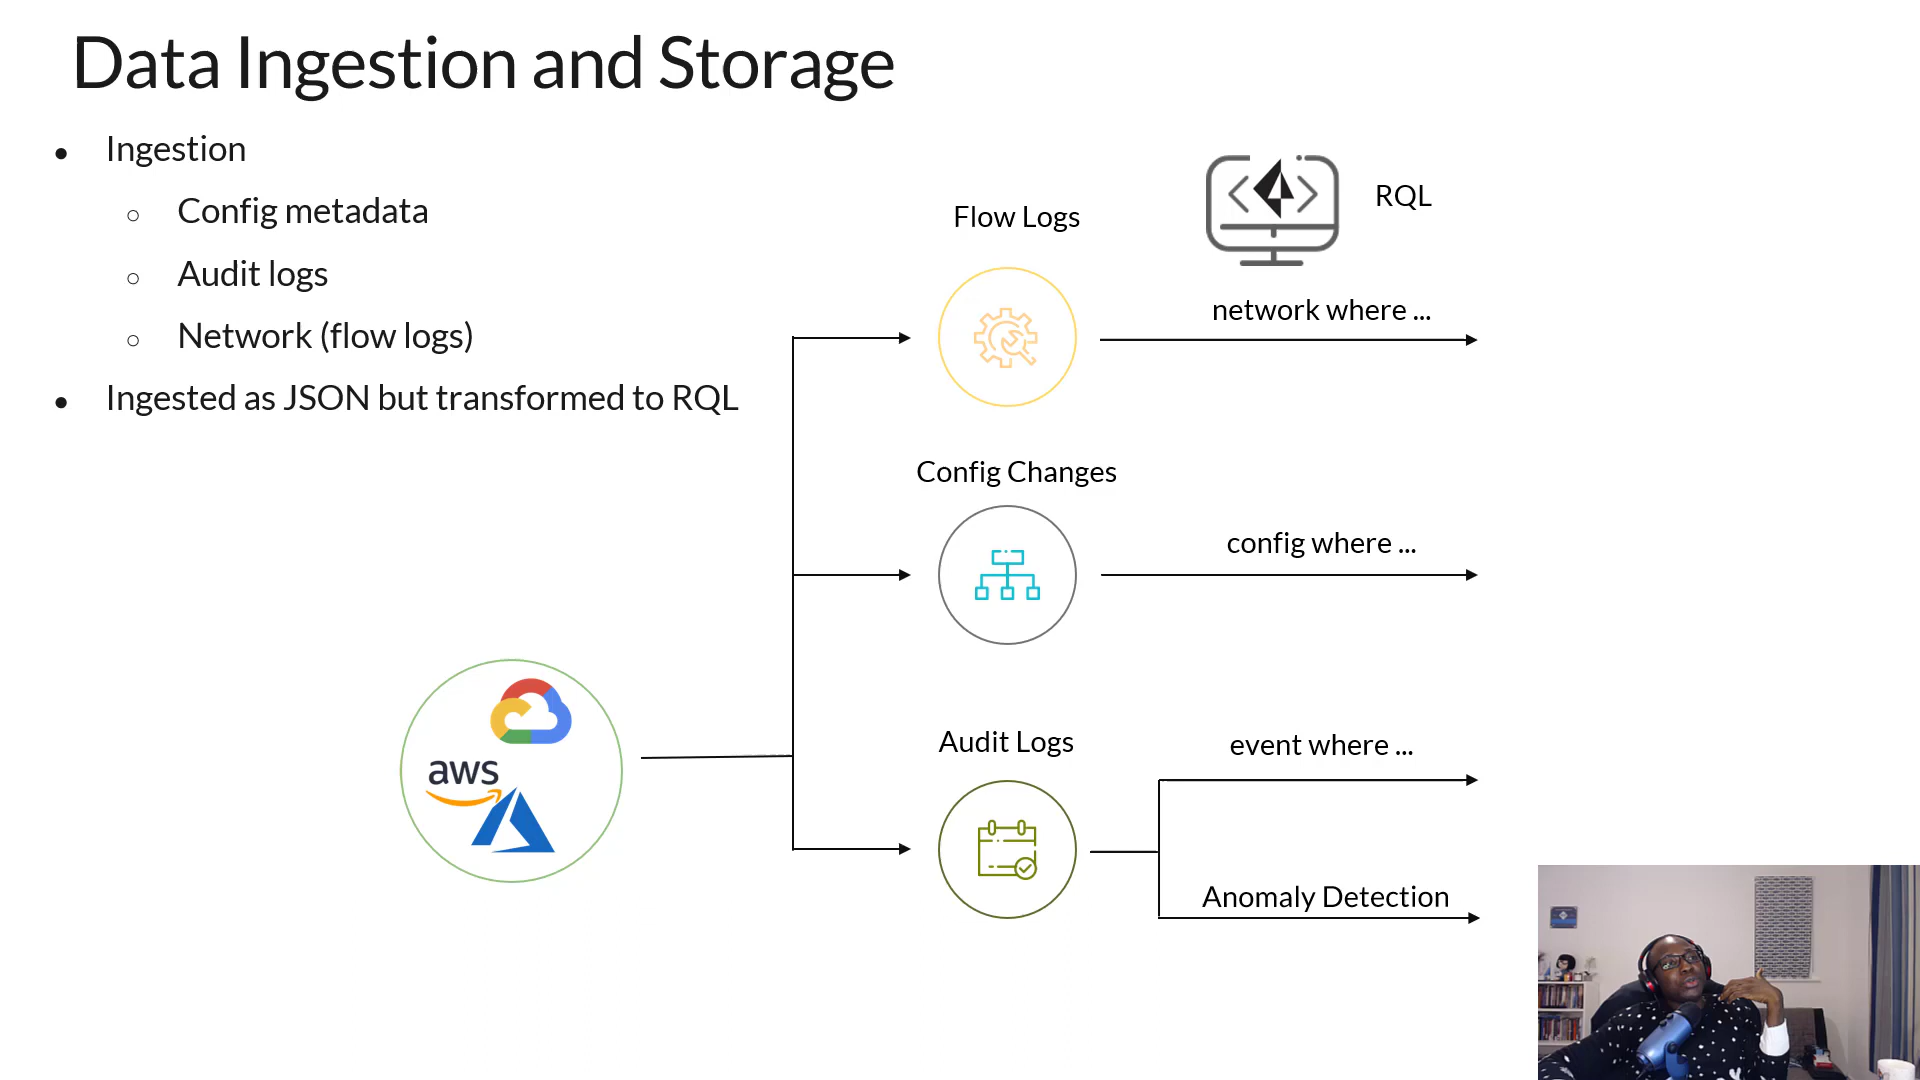 Data Ingestion and Storage
● Ingestion
○ Config metadata
○ Audit logs
○ Network (flow logs)
● Ingested as JSON but transformed to RQL
Flow Logs
RQL
network where ...
Config Changes
config where ...
aws
Audit Logs
event where ...
Anomaly Detection